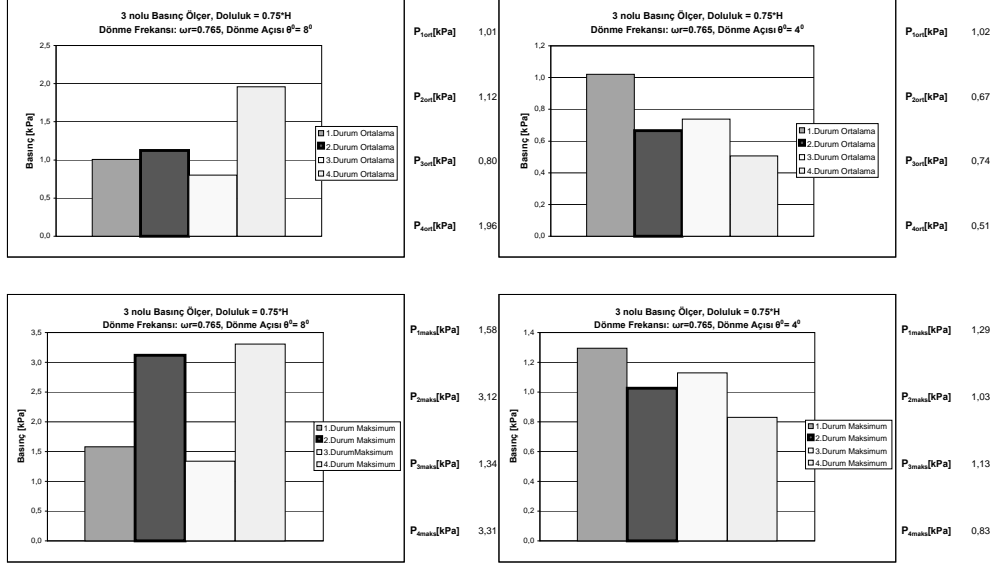 3 nolu Basınç Ölçer, Doluluk = 0.75*H
Dönme Frekansı: ωr=0.765, Dönme Açısı θ⁰= 8⁰
2,5
2,0
1,5
1,0
0,5
0,0
Basınç [kPa]
1.Durum Ortalama
2.Durum Ortalama
3.Durum Ortalama
4.Durum Ortalama
P1ort[kPa] 1,01
P2ort[kPa] 1,12
P3ort[kPa] 0,80
P4ort[kPa] 1,96
3 nolu Basınç Ölçer, Doluluk = 0.75*H
Dönme Frekansı: ωr=0.765, Dönme Açısı θ⁰= 4⁰
1,2
1,0
0,8
0,6
0,4
0,2
0,0
Basınç [kPa]
1.Durum Ortalama
2.Durum Ortalama
3.Durum Ortalama
4.Durum Ortalama
P1ort[kPa] 1,02
P2ort[kPa] 0,67
P3ort[kPa] 0,74
P4ort[kPa] 0,51
3 nolu Basınç Ölçer, Doluluk = 0.75*H
Dönme Frekansı: ωr=0.765, Dönme Açısı θ⁰= 8⁰
3,5
3,0
2,5
2,0
1,5
1,0
0,5
0,0
Basınç [kPa]
1.Durum Maksimum
2.Durum Maksimum
3.DurumMaksimum
4.Durum Maksimum
P1maks[kPa] 1,58
P2maks[kPa] 3,12
P3maks[kPa] 1,34
P4maks[kPa] 3,31
3 nolu Basınç Ölçer, Doluluk = 0.75*H
Dönme Frekansı: ωr=0.765, Dönme Açısı θ⁰= 4⁰
1,4
1,2
1,0
0,8
0,6
0,4
0,2
0,0
Basınç [kPa]
1.Durum Maksimum
2.Durum Maksimum
3.Durum Maksimum
4.Durum Maksimum
P1maks[kPa] 1,29
P2maks[kPa] 1,03
P3maks[kPa] 1,13
P4maks[kPa] 0,83